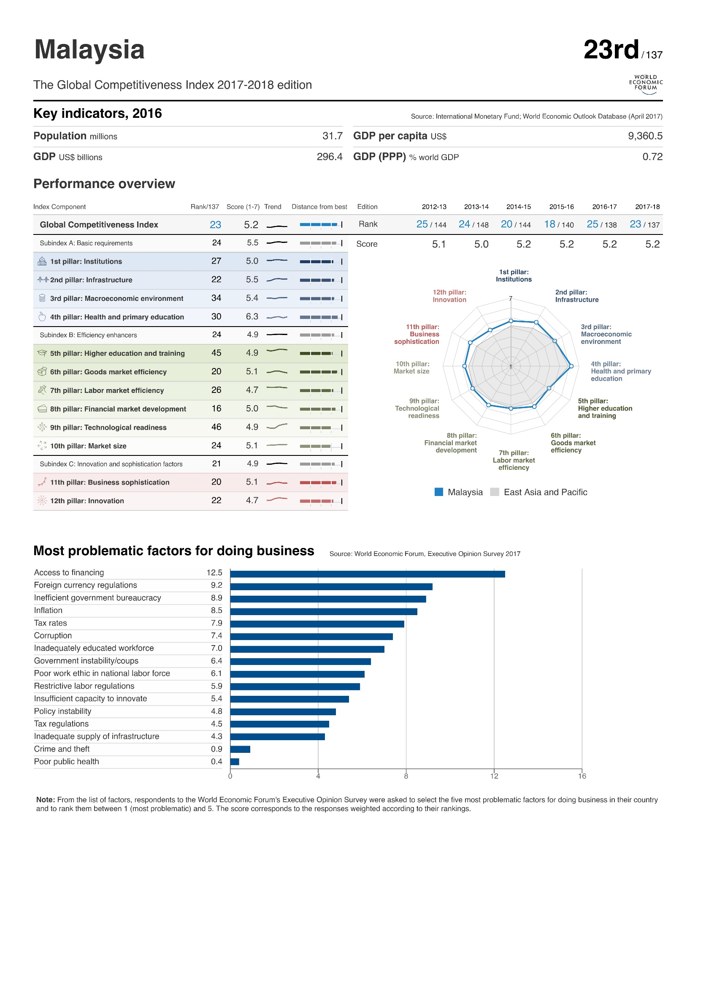 Malaysia
23rd / 137
The Global Competitiveness Index 2017-2018 edition
WORLD
ECONOMIC
FORUM
Key indicators, 2016
Source: International Monetary Fund; World Economic Outlook Database (April 2017)
Population millions 31.7
GDP per capita US$ 9,360.5
GDP US$ billions 296.4
GDP (PPP) % world GDP 0.72
Performance overview
Index Component Rank/137 Score (1-7) Trend Distance from best
Edition 2012-13 2013-14 2014-15 2015-16 2016-17 2017-18
Global Competitiveness Index 23 5.2
Rank 25 / 144 24 / 148 20 / 144 18 / 140 25 / 138 23 / 137
Subindex A: Basic requirements 24 5.5
Score 5.1 5.0 5.2 5.2 5.2 5.2
1st pillar: Institutions 27 5.0
2nd pillar: Infrastructure 22 5.5
3rd pillar: Macroeconomic environment 34 5.4
4th pillar: Health and primary education 30 6.3
Subindex B: Efficiency enhancers 24 4.9
5th pillar: Higher education and training 45 4.9
6th pillar: Goods market efficiency 20 5.1
7th pillar: Labor market efficiency 26 4.7
8th pillar: Financial market development 16 5.0
9th pillar: Technological readiness 46 4.9
10th pillar: Market size 24 5.1
Subindex C: Innovation and sophistication factors 21 4.9
11th pillar: Business sophistication 20 5.1
12th pillar: Innovation 22 4.7
1st pillar:
Institutions
2nd pillar:
Infrastructure
3rd pillar:
Macroeconomic
environment
4th pillar:
Health and primary
education
5th pillar:
Higher education
and training
6th pillar:
Goods market
efficiency
7th pillar:
Labor market
efficiency
8th pillar:
Financial market
development
9th pillar:
Technological
readiness
10th pillar:
Market size
11th pillar:
Business
sophistication
12th pillar:
Innovation
7
1
Malaysia East Asia and Pacific
Most problematic factors for doing business
Source: World Economic Forum, Executive Opinion Survey 2017
Access to financing 12.5
Foreign currency regulations 9.2
Inefficient government bureaucracy 8.9
Inflation 8.5
Tax rates 7.9
Corruption 7.4
Inadequately educated workforce 7.0
Government instability/coups 6.4
Poor work ethic in national labor force 6.1
Restrictive labor regulations 5.9
Insufficient capacity to innovate 5.4
Policy instability 4.8
Tax regulations 4.5
Inadequate supply of infrastructure 4.3
Crime and theft 0.9
Poor public health 0.4
0 4 8 12 16
Note: From the list of factors, respondents to the World Economic Forum's Executive Opinion Survey were asked to select the five most problematic factors for doing business in their country
and to rank them between 1 (most problematic) and 5. The score corresponds to the responses weighted according to their rankings.